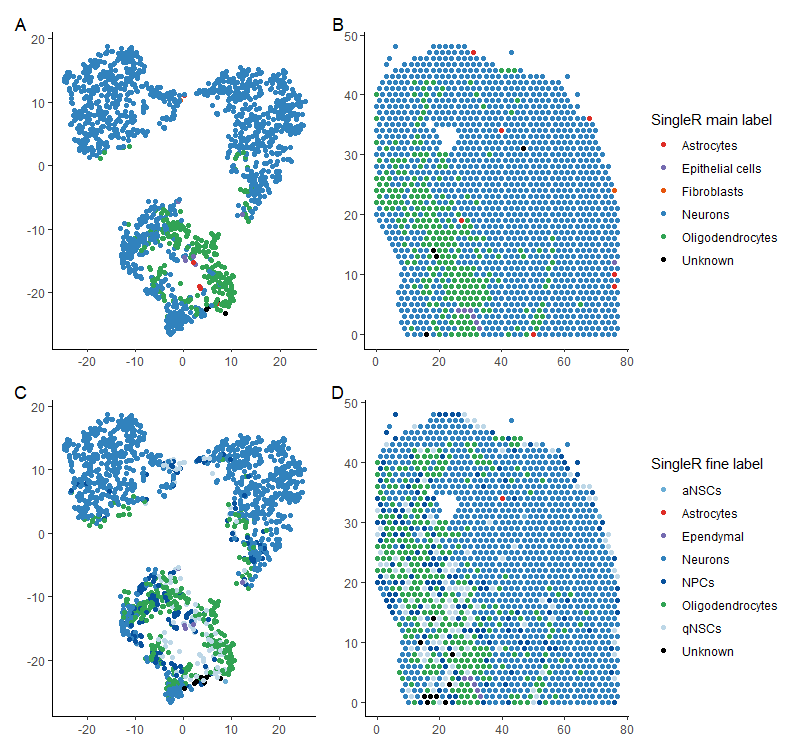 A
20
10
0
-10
-20
-20
-10
0
10
20
B
50
40
30
20
10
0
0
20
40
60
80
SingleR main label
Astrocytes
Epithelial cells
Fibroblasts
Neurons
Oligodendrocytes
Unknown
C
20
10
0
-10
-20
-20
-10
0
10
20
D
50
40
30
20
10
0
0
20
40
60
80
SingleR fine label
aNSCs
Astrocytes
Ependymal
Neurons
NPCs
Oligodendrocytes
qNSCs
Unknown